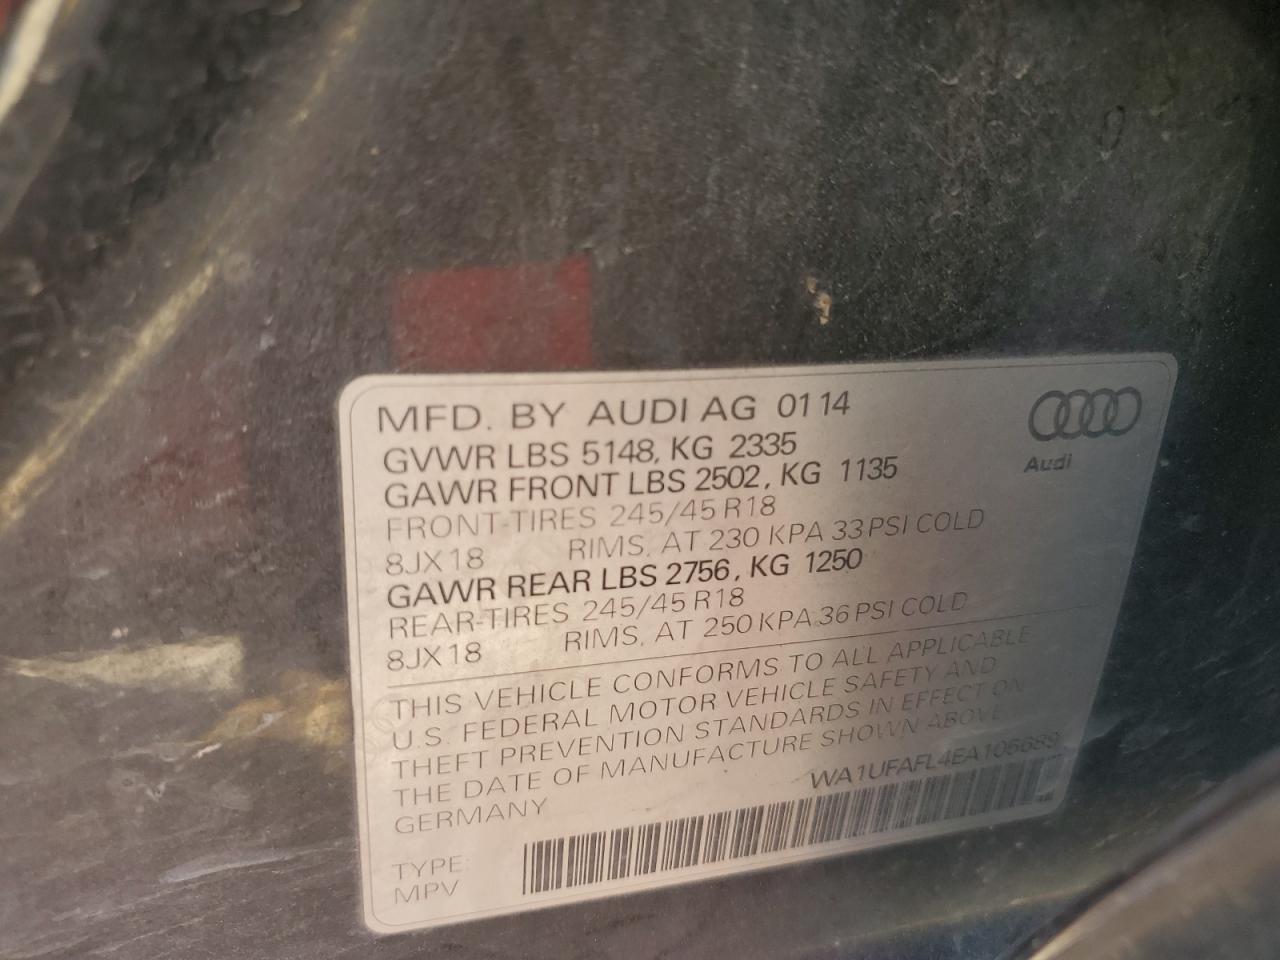 MFD. BY AUDI AG 01 14
GVWR LBS 5148, KG 2335
GAWR FRONT LBS 2502, KG 1135
FRONT-TIRES 245/45 R18
8JX18 RIMS, AT 230 KPA 33 PSI COLD
GAWR REAR LBS 2756, KG 1250
REAR-TIRES 245/45 R18
8JX18 RIMS, AT 250 KPA 36 PSI COLD
Audi
THIS VEHICLE CONFORMS TO ALL APPLICABLE
U.S. FEDERAL MOTOR VEHICLE SAFETY AND
THEFT PREVENTION STANDARDS IN EFFECT ON
THE DATE OF MANUFACTURE SHOWN ABOVE
GERMANY
WA1UFAFL4EA105689
TYPE:
MPV